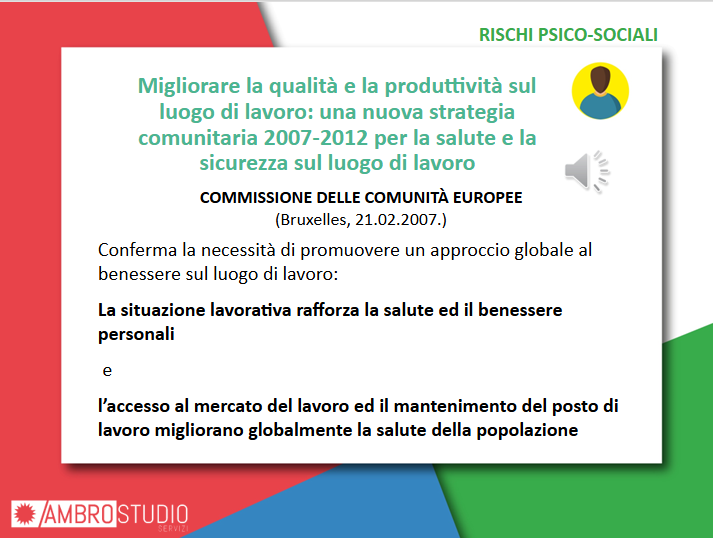 RISCHI PSICO-SOCIALI
Migliorare la qualità e la produttività sul
luogo di lavoro: una nuova strategia
comunitaria 2007-2012 per la salute e la
sicurezza sul luogo di lavoro
COMMISSIONE DELLE COMUNITÀ EUROPEE
(Bruxelles, 21.02.2007.)
Conferma la necessità di promuovere un approccio globale al
benessere sul luogo di lavoro:
La situazione lavorativa rafforza la salute ed il benessere
personali
e
l’accesso al mercato del lavoro ed il mantenimento del posto di
lavoro migliorano globalmente la salute della popolazione
AMBROSTUDIO
SERVIZI